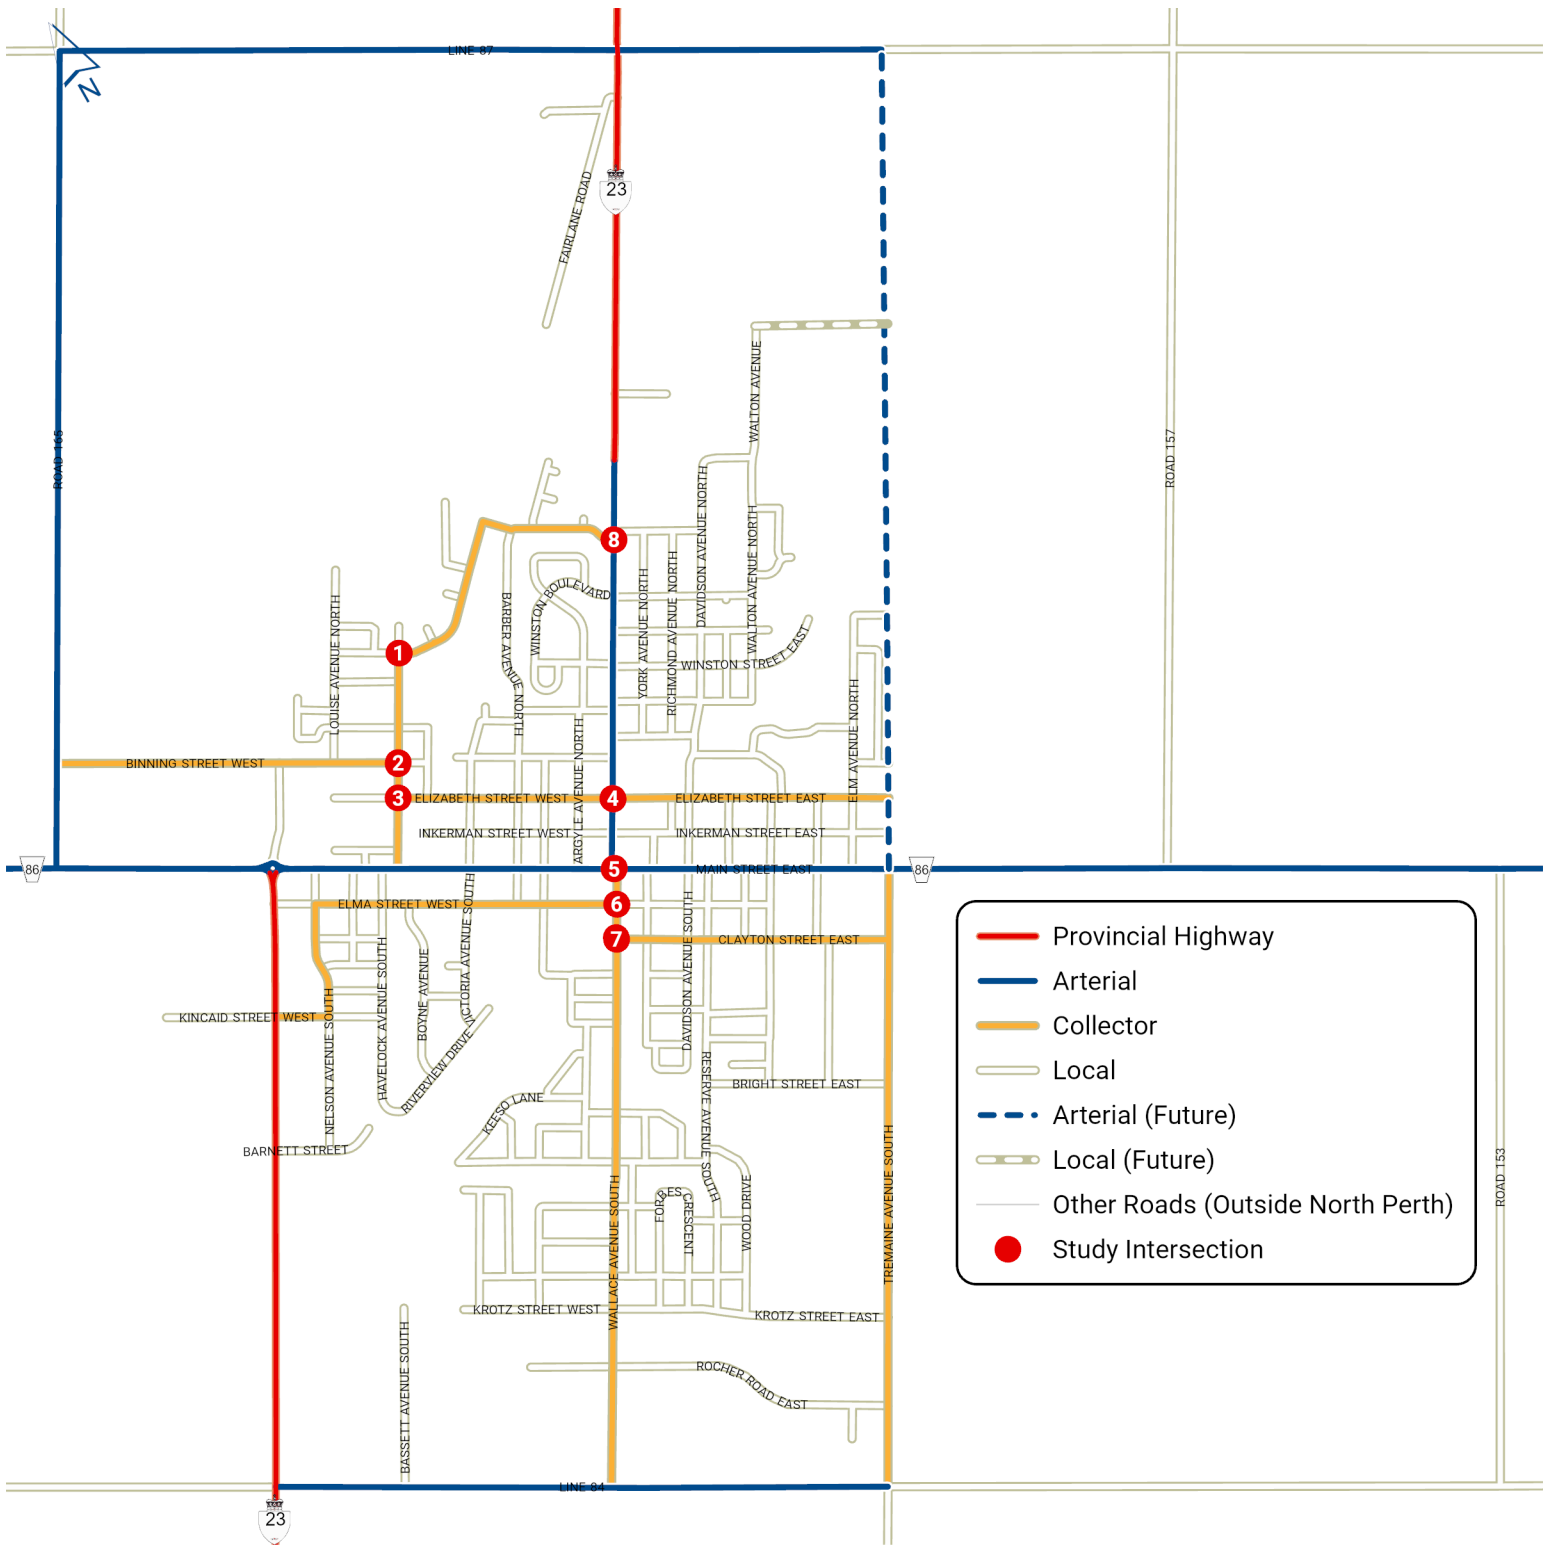 LINE 87
N
23
FAIRLANE ROAD
WALTON AVENUE
ROAD 165
ROAD 157
DAVIDSON AVENUE NORTH
8
WALTON AVENUE NORTH
RICHMOND AVENUE NORTH
YORK AVENUE NORTH
WINSTON BOULEVARD
BARBER AVENUE NORTH
LOUISE AVENUE NORTH
WINSTON STREET EAST
1
ELM AVENUE NORTH
ARGYLE AVENUE NORTH
BINNING STREET WEST
2
3
ELIZABETH STREET WEST
4
ELIZABETH STREET EAST
INKERMAN STREET WEST
INKERMAN STREET EAST
86
5
MAIN STREET EAST
86
ELMA STREET WEST
6
7
CLAYTON STREET EAST
VICTORIA AVENUE SOUTH
DAVIDSON AVENUE SOUTH
HAVELOCK AVENUE SOUTH
BOYNE AVENUE
KINCAID STREET WEST
NELSON AVENUE SOUTH
RIVERVIEW DRIVE
RESERVE AVENUE SOUTH
BRIGHT STREET EAST
KEESO LANE
BARNETT STREET
FORBES CRESCENT
WOOD DRIVE
WALLACE AVENUE SOUTH
TREMAINE AVENUE SOUTH
ROAD 153
KROTZ STREET WEST
KROTZ STREET EAST
BASSETT AVENUE SOUTH
ROCHER ROAD EAST
LINE 84
23
Provincial Highway
Arterial
Collector
Local
Arterial (Future)
Local (Future)
Other Roads (Outside North Perth)
Study Intersection